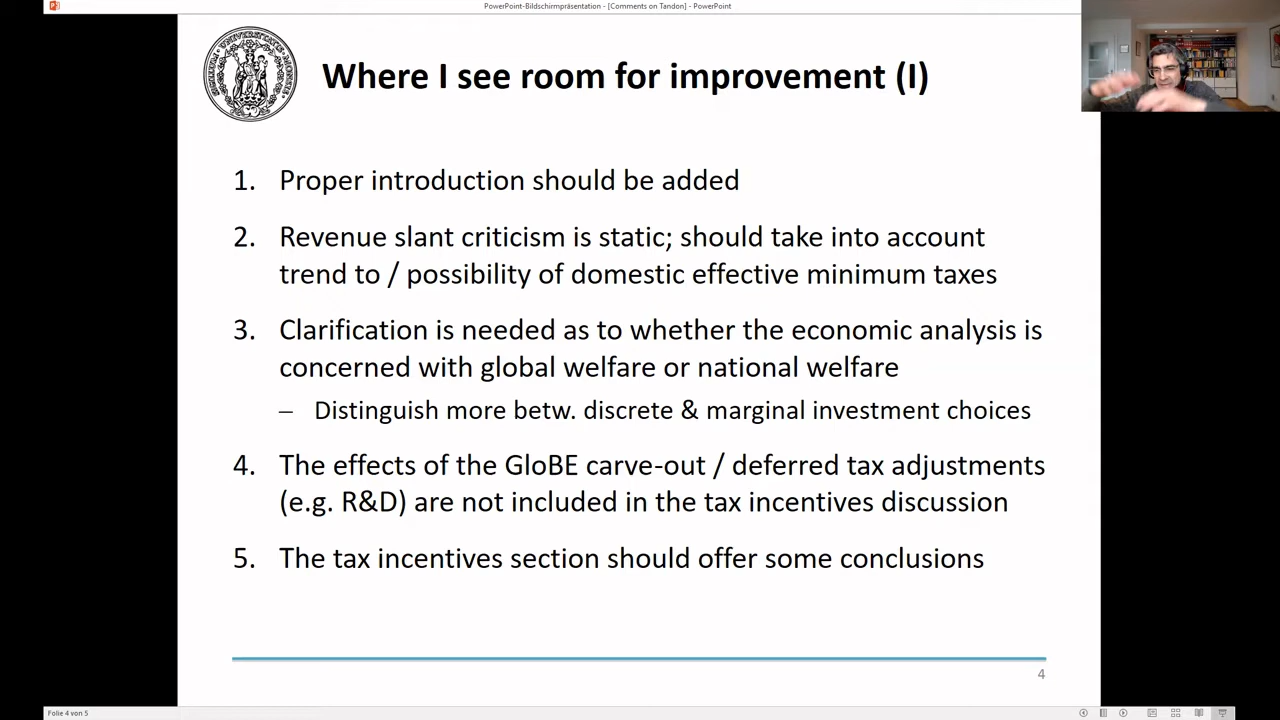 PowerPoint-Bildschirmpräsentation - [Comments on Tandon] - PowerPoint
Where I see room for improvement (I)
1. Proper introduction should be added
2. Revenue slant criticism is static; should take into account
trend to / possibility of domestic effective minimum taxes
3. Clarification is needed as to whether the economic analysis is
concerned with global welfare or national welfare
– Distinguish more betw. discrete & marginal investment choices
4. The effects of the GloBE carve-out / deferred tax adjustments
(e.g. R&D) are not included in the tax incentives discussion
5. The tax incentives section should offer some conclusions
4
Folie 4 von 5